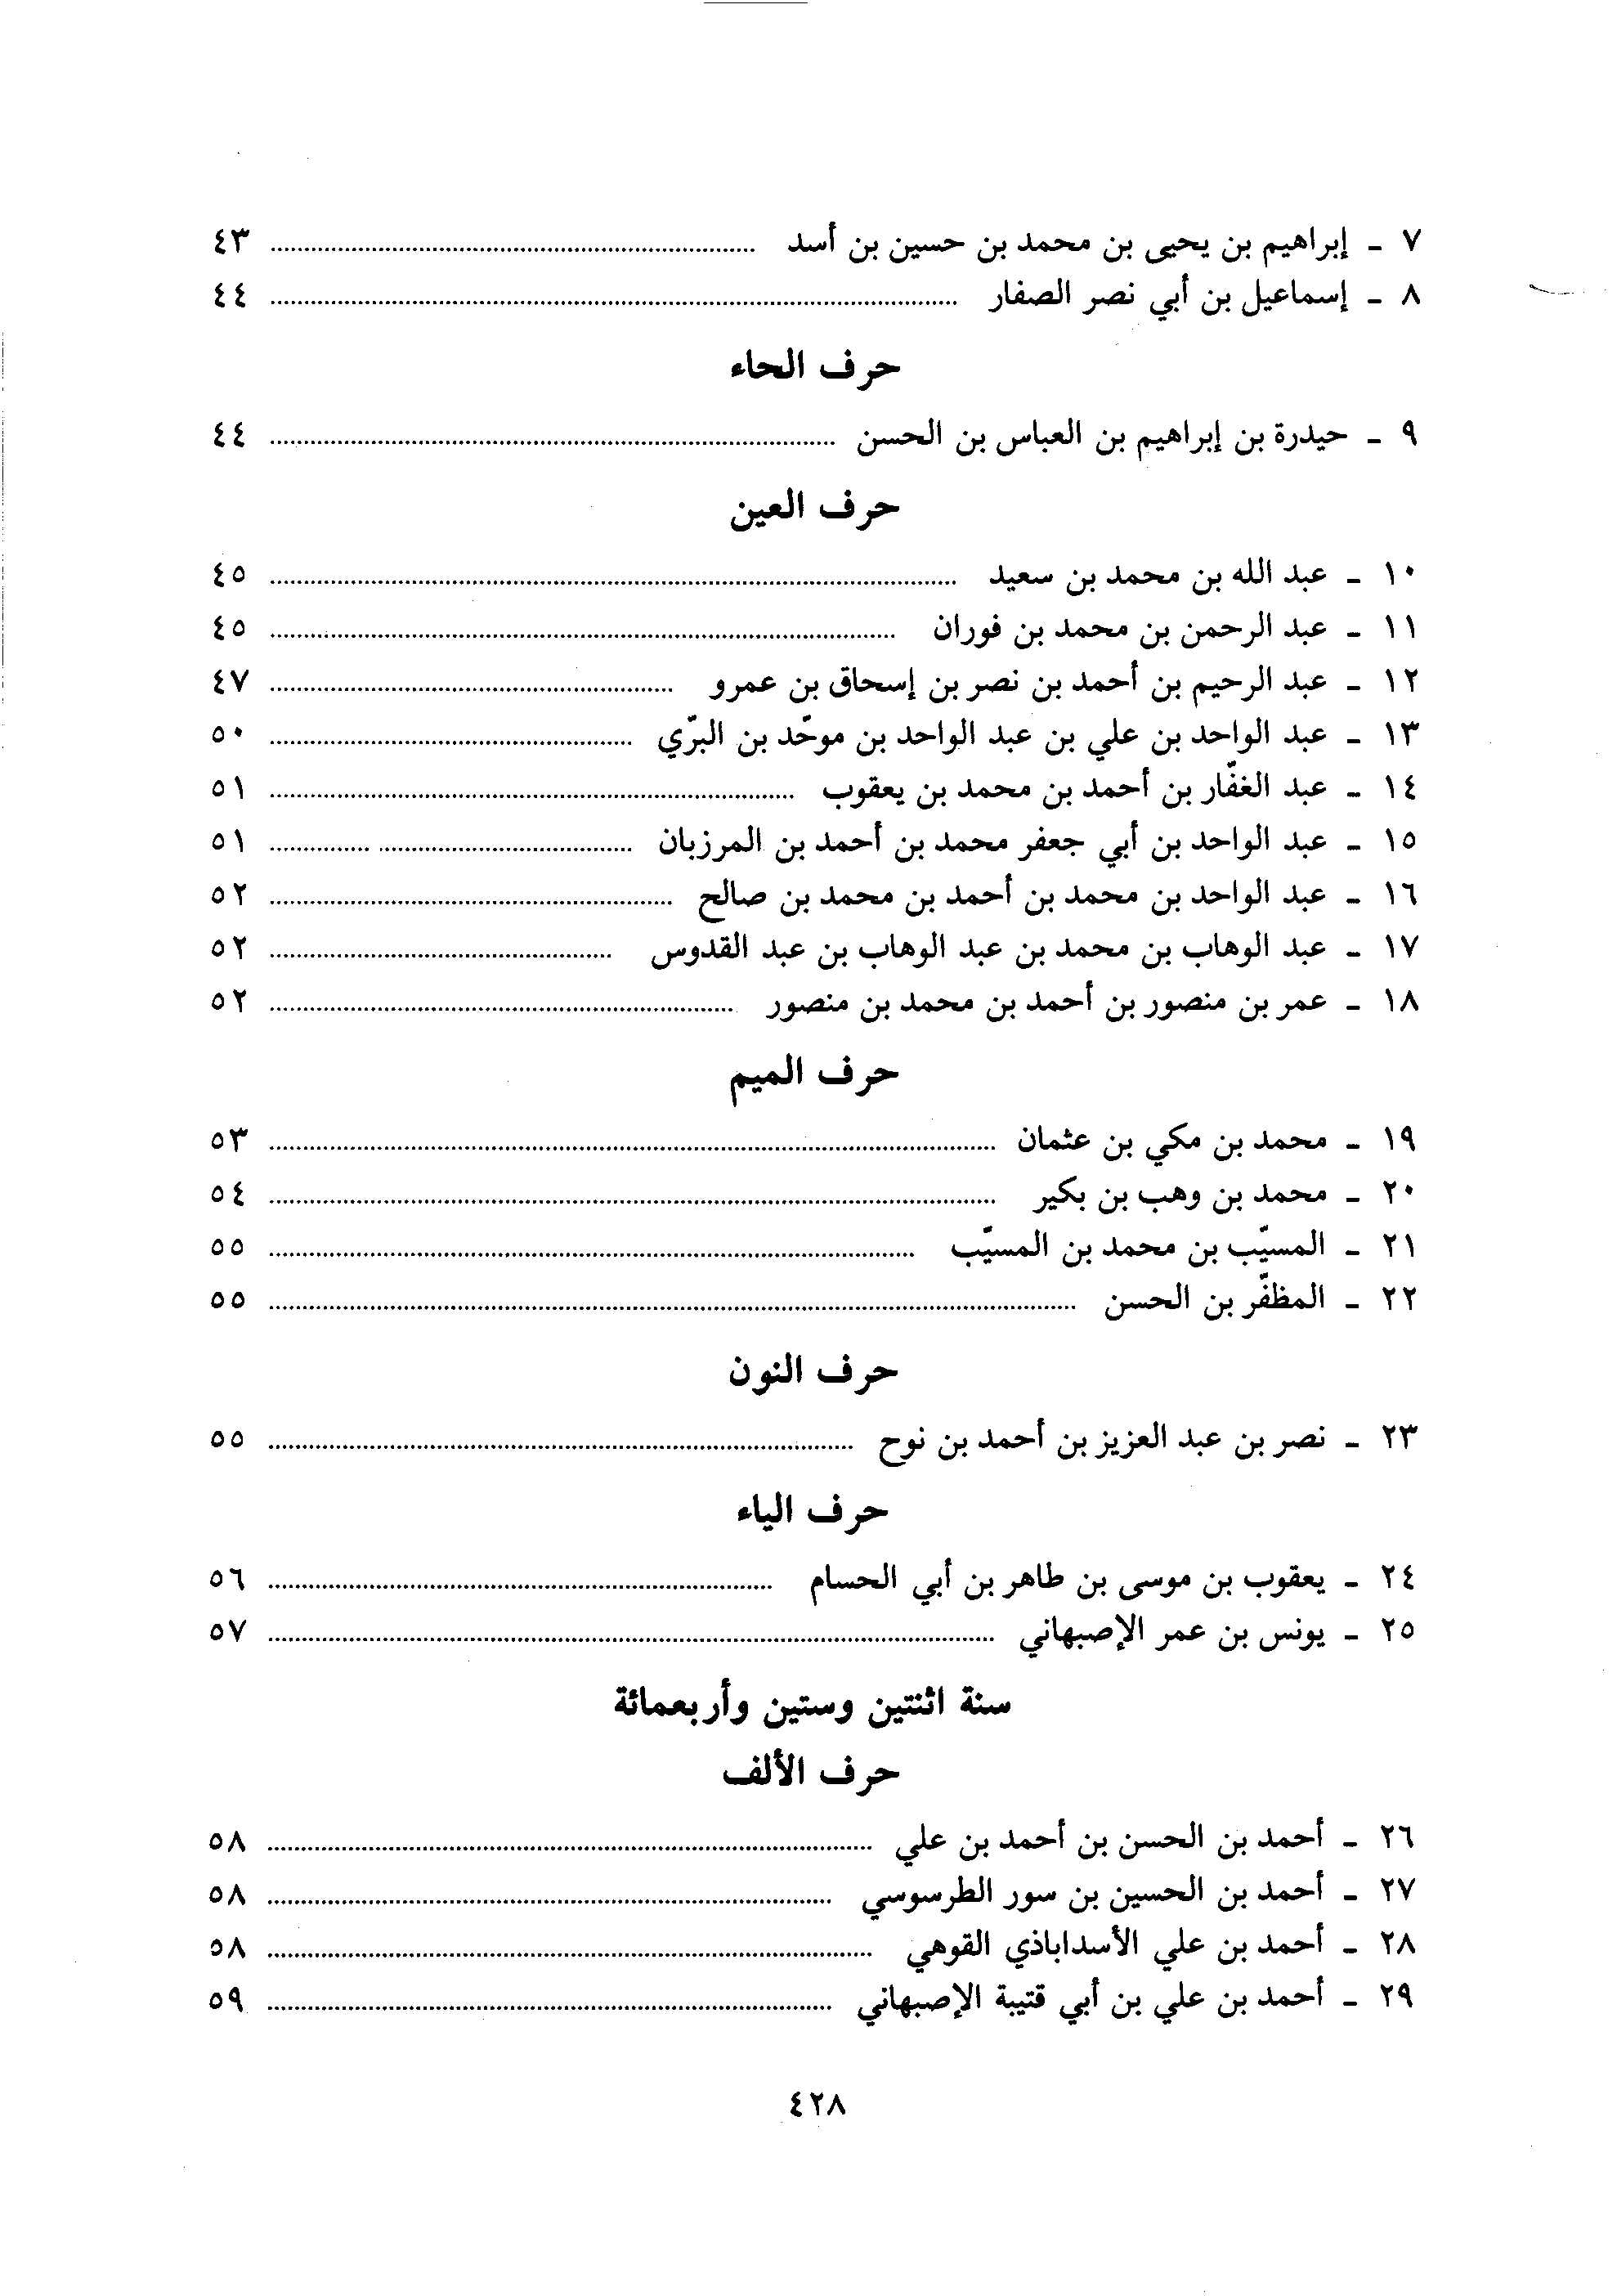 ٧ - إبراهيم بن يحيى بن محمد بن حسين بن أسد ........ ٤٣
٨ - إسماعيل بن أبي نصر الصفار ........ ٤٤
حرف الحاء
٩ - حيدرة بن إبراهيم بن العباس بن الحسن ........ ٤٤
حرف العين
١٠ - عبد الله بن محمد بن سعيد ........ ٤٥
١١ - عبد الرحمن بن محمد بن فوران ........ ٤٥
١٢ - عبد الرحيم بن أحمد بن نصر بن إسحاق بن عمرو ........ ٤٧
١٣ - عبد الواحد بن علي بن عبد الواحد بن موحّد بن البرّي ........ ٥٠
١٤ - عبد الغفّار بن أحمد بن محمد بن يعقوب ........ ٥١
١٥ - عبد الواحد بن أبي جعفر محمد بن أحمد بن المرزبان ........ ٥١
١٦ - عبد الواحد بن محمد بن أحمد بن محمد بن صالح ........ ٥٢
١٧ - عبد الوهاب بن محمد بن عبد الوهاب بن عبد القدوس ........ ٥٢
١٨ - عمر بن منصور بن أحمد بن محمد بن منصور ........ ٥٢
حرف الميم
١٩ - محمد بن مكي بن عثمان ........ ٥٣
٢٠ - محمد بن وهب بن بكير ........ ٥٤
٢١ - المسيّب بن محمد بن المسيّب ........ ٥٥
٢٢ - المظفّر بن الحسن ........ ٥٥
حرف النون
٢٣ - نصر بن عبد العزيز بن أحمد بن نوح ........ ٥٥
حرف الياء
٢٤ - يعقوب بن موسى بن طاهر بن أبي الحسام ........ ٥٦
٢٥ - يونس بن عمر الإصبهاني ........ ٥٧
سنة اثنتين وستين وأربعمائة
حرف الألف
٢٦ - أحمد بن الحسن بن أحمد بن علي ........ ٥٨
٢٧ - أحمد بن الحسين بن سور الطرسوسي ........ ٥٨
٢٨ - أحمد بن علي الأسداباذي القوهي ........ ٥٨
٢٩ - أحمد بن علي بن أبي قتيبة الإصبهاني ........ ٥٩
٤٢٨